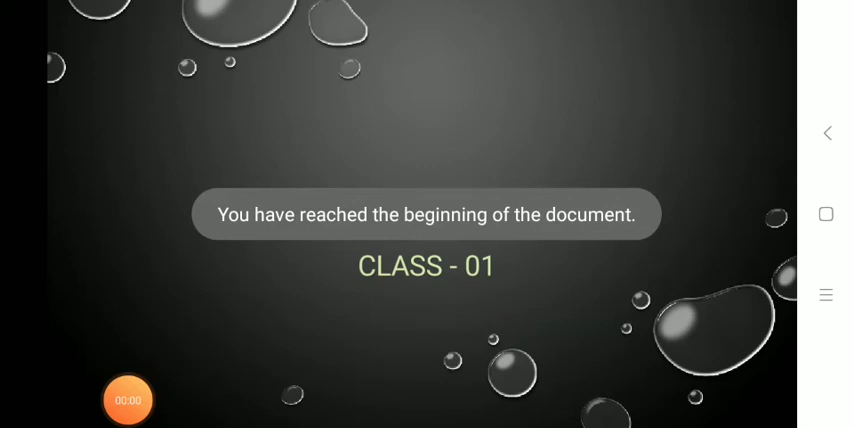 You have reached the beginning of the document.
CLASS - 01
00:00